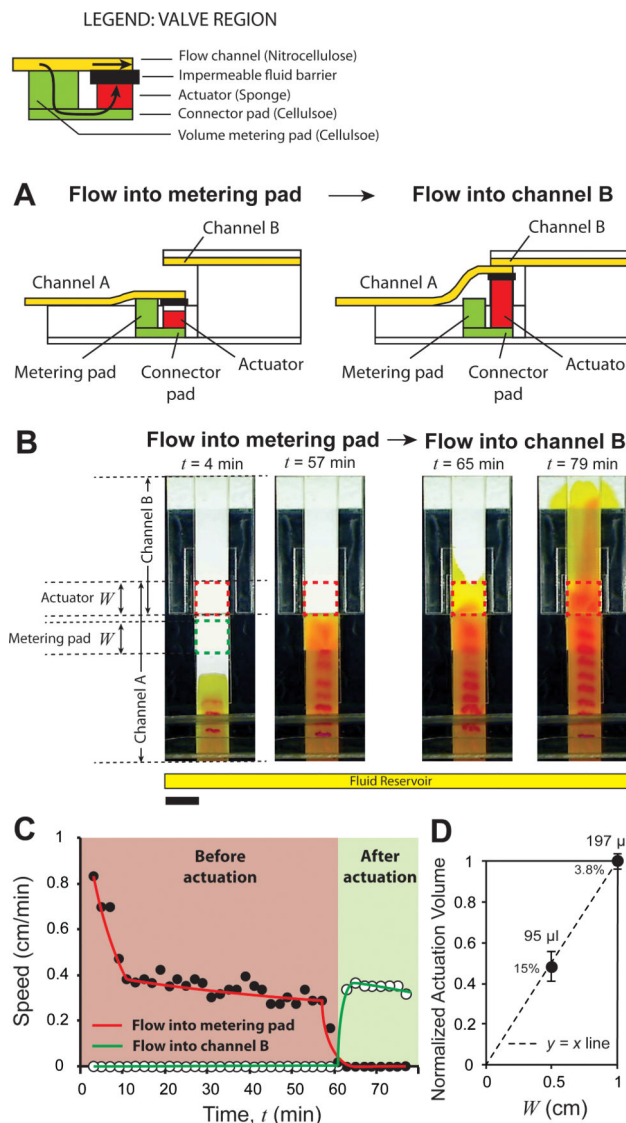 LEGEND: VALVE REGION
Flow channel (Nitrocellulose)
Impermeable fluid barrier
Actuator (Sponge)
Connector pad (Cellulsoe)
Volume metering pad (Cellulsoe)
A Flow into metering pad Flow into channel B
Channel B
Channel B
Channel A
Channel A
Metering pad
Connector
pad
Actuator
Metering pad
Connector
pad
Actuato
B Flow into metering pad Flow into channel B
t = 4 min t = 57 min t = 65 min t = 79 min
Channel B
Actuator W
Metering pad W
Channel A
Fluid Reservoir
C
Speed (cm/min)
1
0.8
0.6
0.4
0.2
0
Before
actuation
After
actuation
Flow into metering pad
Flow into channel B
0 10 20 30 40 50 60 70
Time, t (min)
D
Normalized Actuation Volume
197 µ
1
3.8%
0.8
95 µl
0.6
0.4
15%
0.2
0
y = x line
0 0.5 1
W (cm)